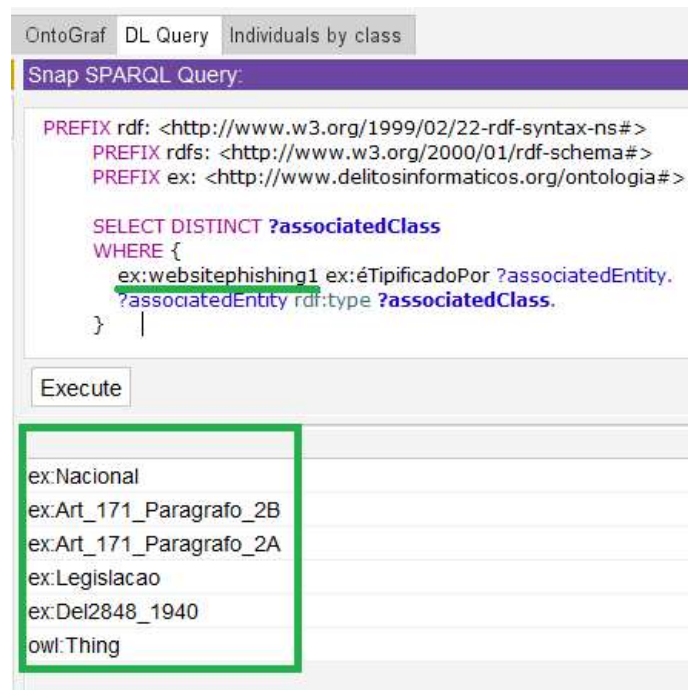 OntoGraf DL Query Individuals by class
Snap SPARQL Query:
PREFIX rdf: <http://www.w3.org/1999/02/22-rdf-syntax-ns#>
PREFIX rdfs: <http://www.w3.org/2000/01/rdf-schema#>
PREFIX ex: <http://www.delitosinformaticos.org/ontologia#>
SELECT DISTINCT ?associatedClass
WHERE {
ex:websitephishing1 ex:éTipificadoPor ?associatedEntity.
?associatedEntity rdf:type ?associatedClass.
}
Execute
ex:Nacional
ex:Art_171_Paragrafo_2B
ex:Art_171_Paragrafo_2A
ex:Legislacao
ex:Del2848_1940
owl:Thing